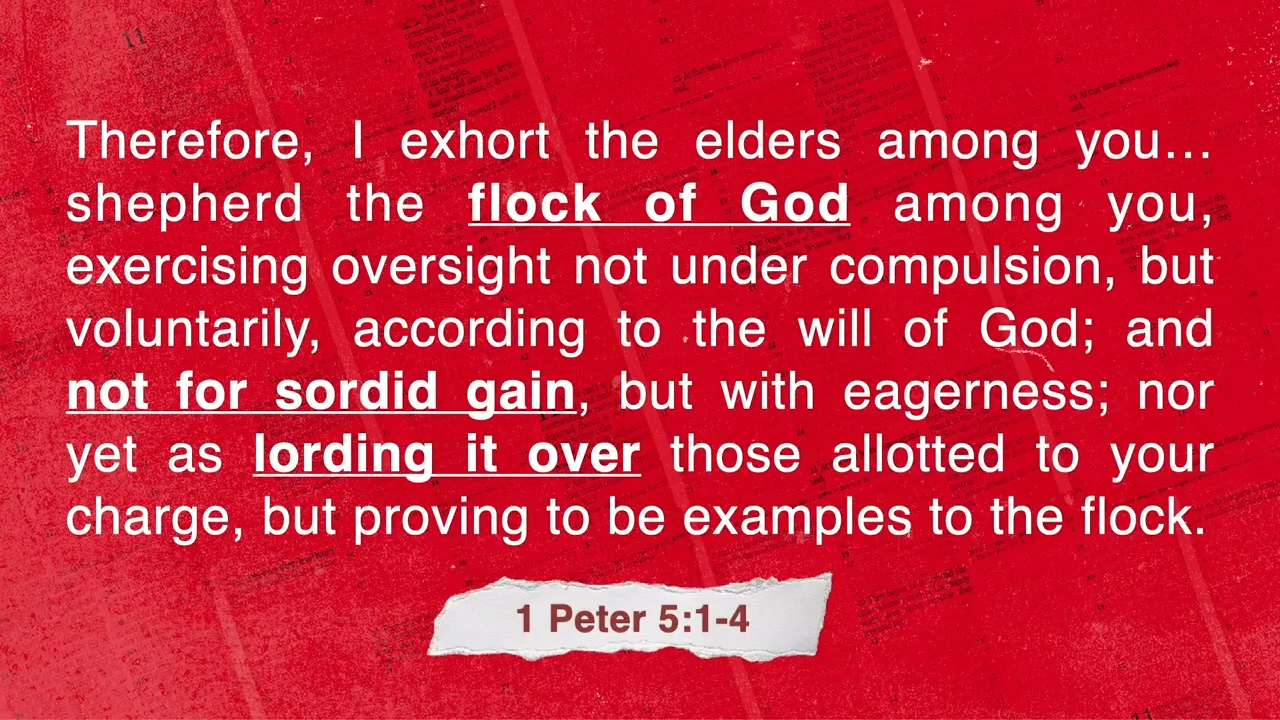 Therefore, I exhort the elders among you...
shepherd the flock of God among you,
exercising oversight not under compulsion, but
voluntarily, according to the will of God; and
not for sordid gain, but with eagerness; nor
yet as lording it over those allotted to your
charge, but proving to be examples to the flock.
1 Peter 5:1-4